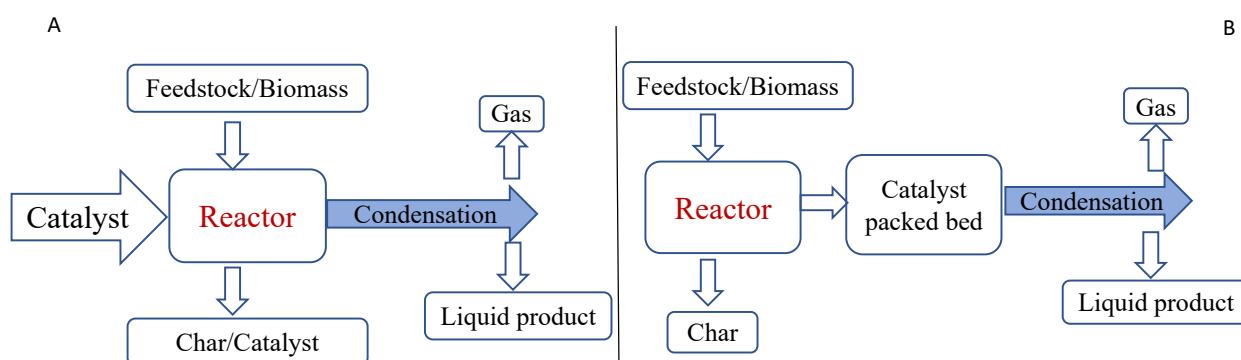 A
Feedstock/Biomass
Gas
Catalyst
Reactor
Condensation
Liquid product
Char/Catalyst
B
Feedstock/Biomass
Gas
Reactor
Catalyst
packed bed
Condensation
Liquid product
Char